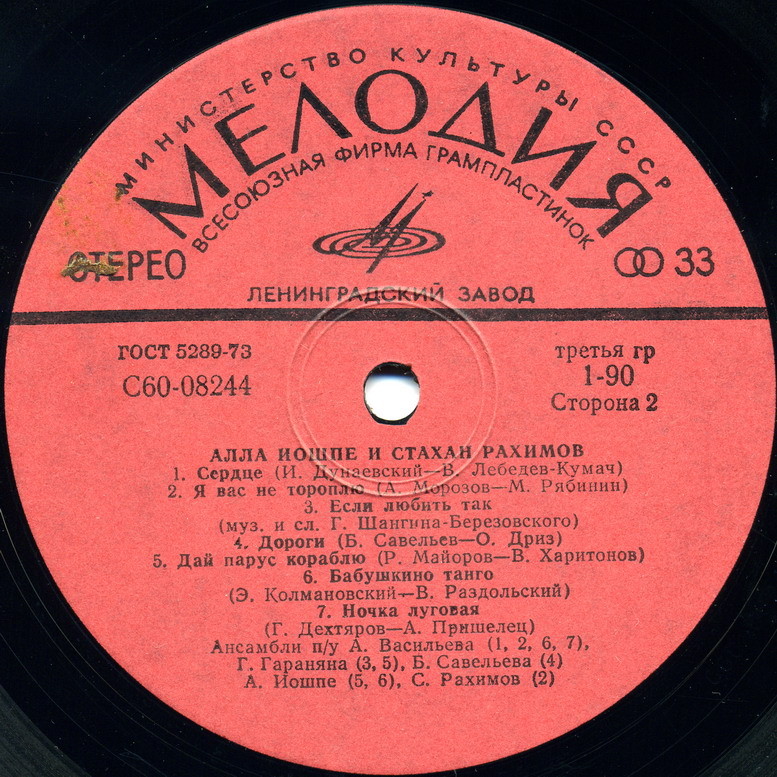 МИНИСТЕРСТВО КУЛЬТУРЫ СССР
МЕЛОДИЯ
ВСЕСОЮЗНАЯ ФИРМА ГРАМПЛАСТИНОК
СТЕРЕО
33
ЛЕНИНГРАДСКИЙ ЗАВОД
ГОСТ 5289-73
С60-08244
третья гр
1-90
Сторона 2
АЛЛА ИОШПЕ И СТАХАН РАХИМОВ
1. Сердце (И. Дунаевский—В. Лебедев-Кумач)
2. Я вас не тороплю (А. Морозов—М. Рябинин)
3. Если любить так
(муз. и сл. Г. Шангина-Березовского)
4. Дороги (Б. Савельев—О. Дриз)
5. Дай парус кораблю (Р. Майоров—В. Харитонов)
6. Бабушкино танго
(Э. Колмановский—В. Раздольский)
7. Ночка луговая
(Г. Дехтяров—А. Пришелец)
Ансамбли п/у А. Васильева (1, 2, 6, 7),
Г. Гараняна (3, 5), Б. Савельева (4)
А. Иошпе (5, 6), С. Рахимов (2)